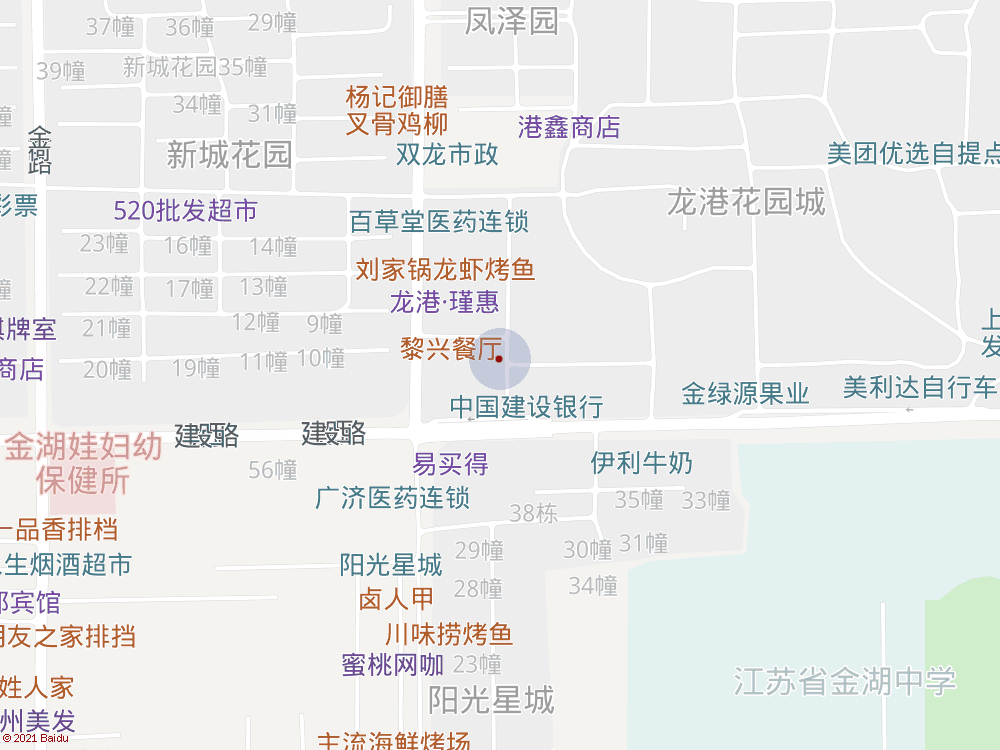 凤泽园
37幢
36幢
29幢
39幢
新城花园35幢
34幢
31幢
杨记御膳
叉骨鸡柳
港鑫商店
金荷路
新城花园
双龙市政
美团优选自提点
彩票
520批发超市
龙港花园城
百草堂医药连锁
23幢
16幢
14幢
刘家锅龙虾烤鱼
22幢
17幢
13幢
龙港·瑾惠
棋牌室
21幢
12幢
9幢
上
发
黎兴餐厅
商店
20幢
19幢
11幢
10幢
金绿源果业
美利达自行车
中国建设银行
建设路
建设路
金湖娃妇幼
保健所
56幢
易买得
伊利牛奶
广济医药连锁
35幢
33幢
38栋
一品香排档
29幢
30幢
31幢
生烟酒超市
阳光星城
28幢
34幢
宾馆
卤人甲
朋友之家排挡
川味捞烤鱼
蜜桃网咖
23幢
姓人家
江苏省金湖中学
阳光星城
州美发
主流海鲜烤场
© 2021 Baidu